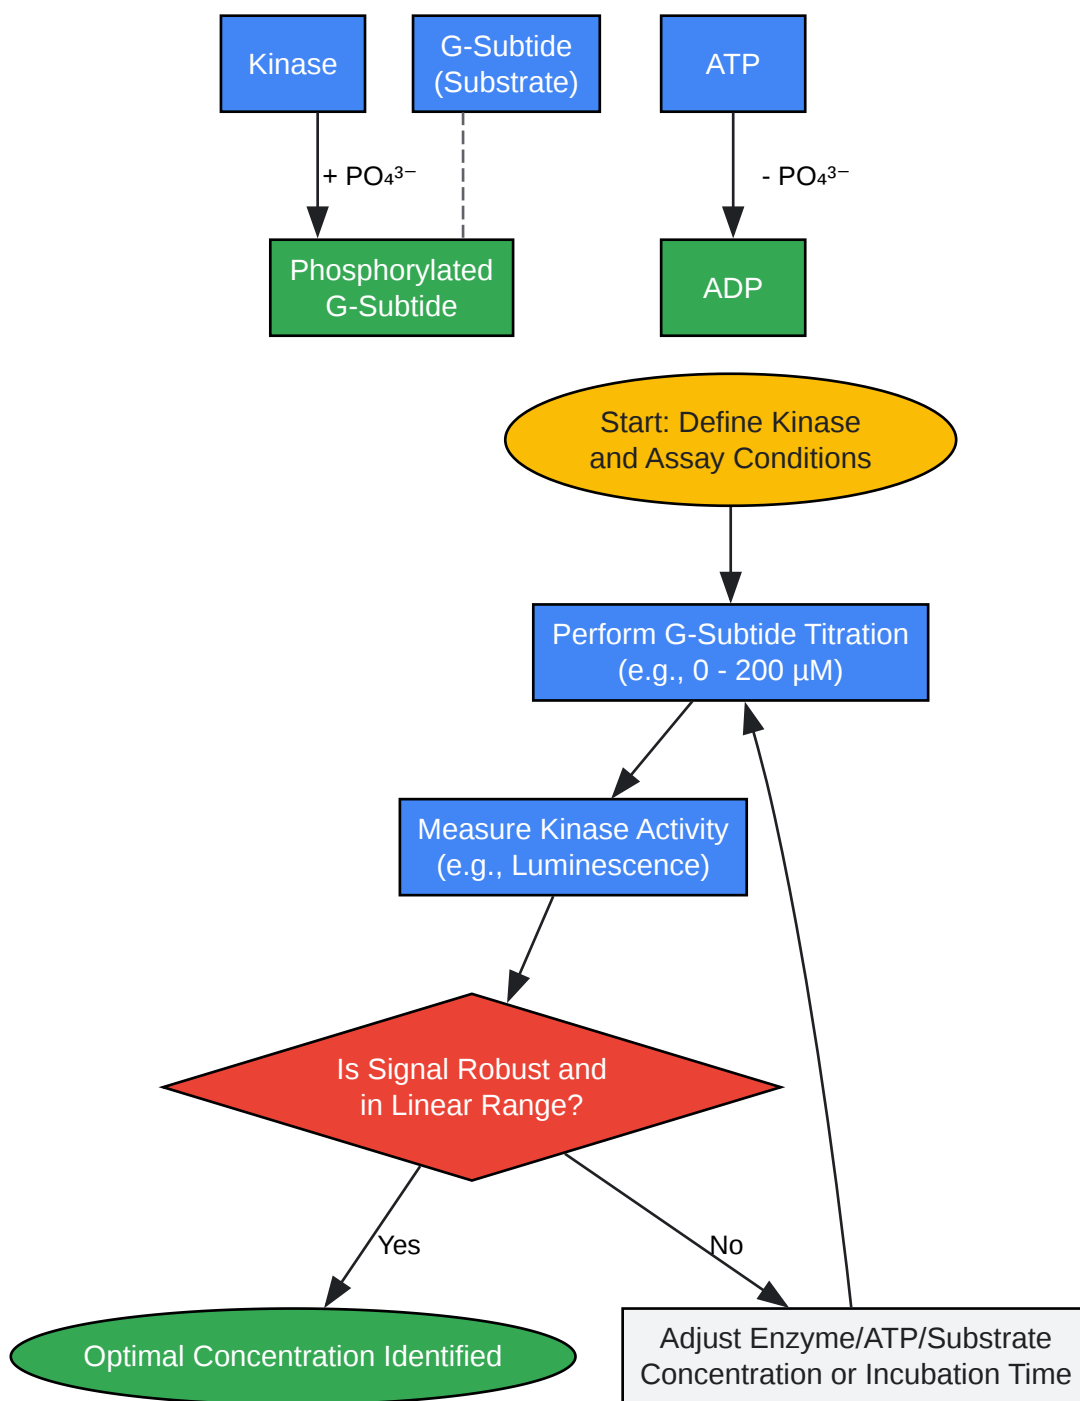 Kinase
G-Subtide
(Substrate)
ATP
+ PO₄³⁻
- PO₄³⁻
Phosphorylated
G-Subtide
ADP
Start: Define Kinase
and Assay Conditions
Perform G-Subtide Titration
(e.g., 0 - 200 µM)
Measure Kinase Activity
(e.g., Luminescence)
Is Signal Robust and
in Linear Range?
Yes
No
Optimal Concentration Identified
Adjust Enzyme/ATP/Substrate
Concentration or Incubation Time